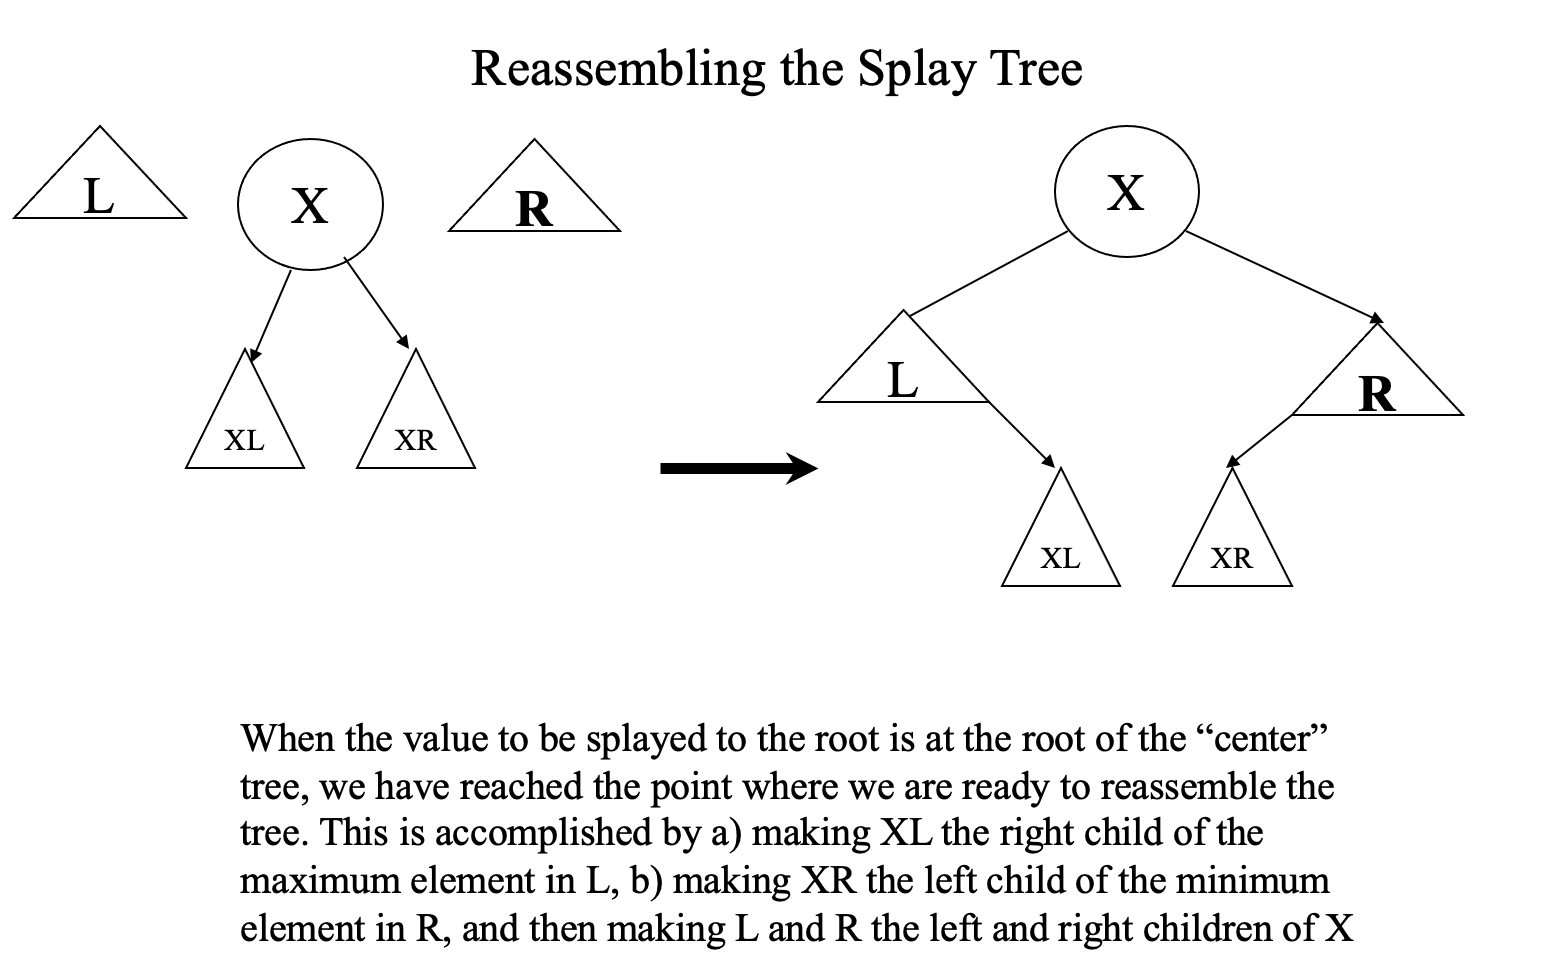 Reassembling the Splay Tree
L
X
R
XL
XR
X
L
R
XL
XR
When the value to be splayed to the root is at the root of the “center”
tree, we have reached the point where we are ready to reassemble the
tree. This is accomplished by a) making XL the right child of the
maximum element in L, b) making XR the left child of the minimum
element in R, and then making L and R the left and right children of X